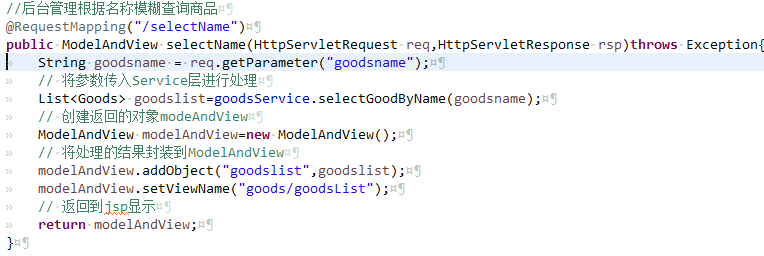 //后台管理根据名称模糊查询商品
@RequestMapping("/selectName")
public ModelAndView selectName(HttpServletRequest req,HttpServletResponse rsp)throws Exception{
String goodsname = req.getParameter("goodsname");
// 将参数传入Service层进行处理
List<Goods> goodslist=goodsService.selectGoodByName(goodsname);
// 创建返回的对象modeAndView
ModelAndView modelAndView=new ModelAndView();
// 将处理的结果封装到ModelAndView
modelAndView.addObject("goodslist",goodslist);
modelAndView.setViewName("goods/goodsList");
// 返回到jsp显示
return modelAndView;
}